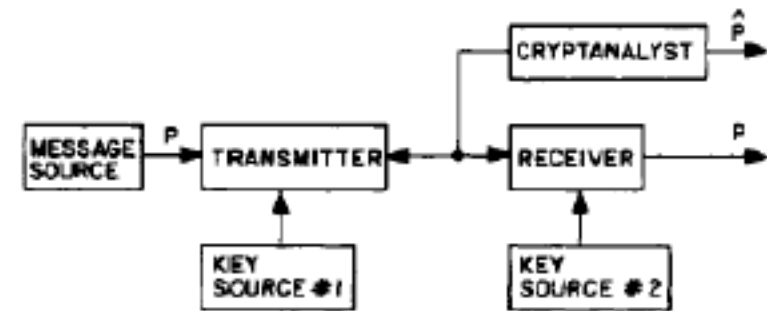 P̂
CRYPTANALYST
MESSAGE
SOURCE
P
TRANSMITTER
RECEIVER
P
KEY
SOURCE #1
KEY
SOURCE #2